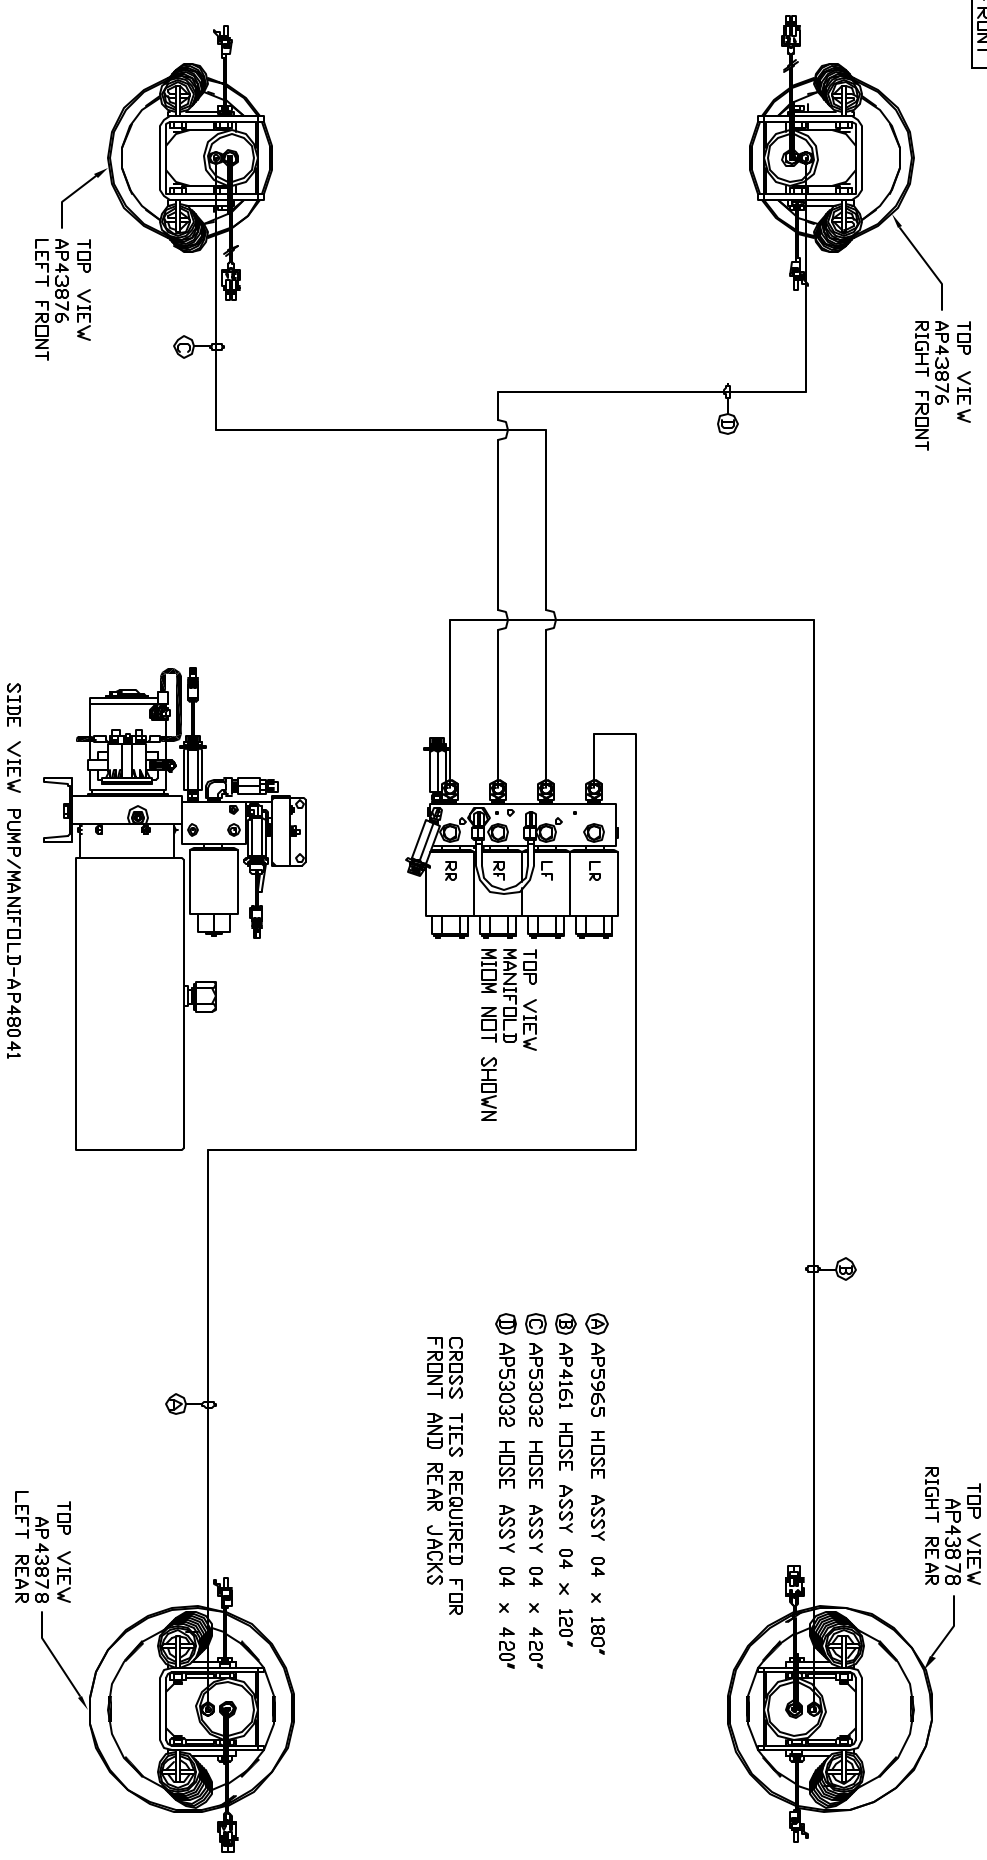 FRONT
TOP VIEW
AP43876
RIGHT FRONT
TOP VIEW
AP43878
RIGHT REAR
D
B
A AP5965 HOSE ASSY 04 x 180"
B AP4161 HOSE ASSY 04 x 120"
C AP53032 HOSE ASSY 04 x 420"
D AP53032 HOSE ASSY 04 x 420"
CROSS TIES REQUIRED FOR
FRONT AND REAR JACKS
LR
LF
RF
RR
TOP VIEW
MANIFOLD
MIOM NOT SHOWN
C
A
TOP VIEW
AP43876
LEFT FRONT
SIDE VIEW PUMP/MANIFOLD-AP48041
TOP VIEW
AP43878
LEFT REAR